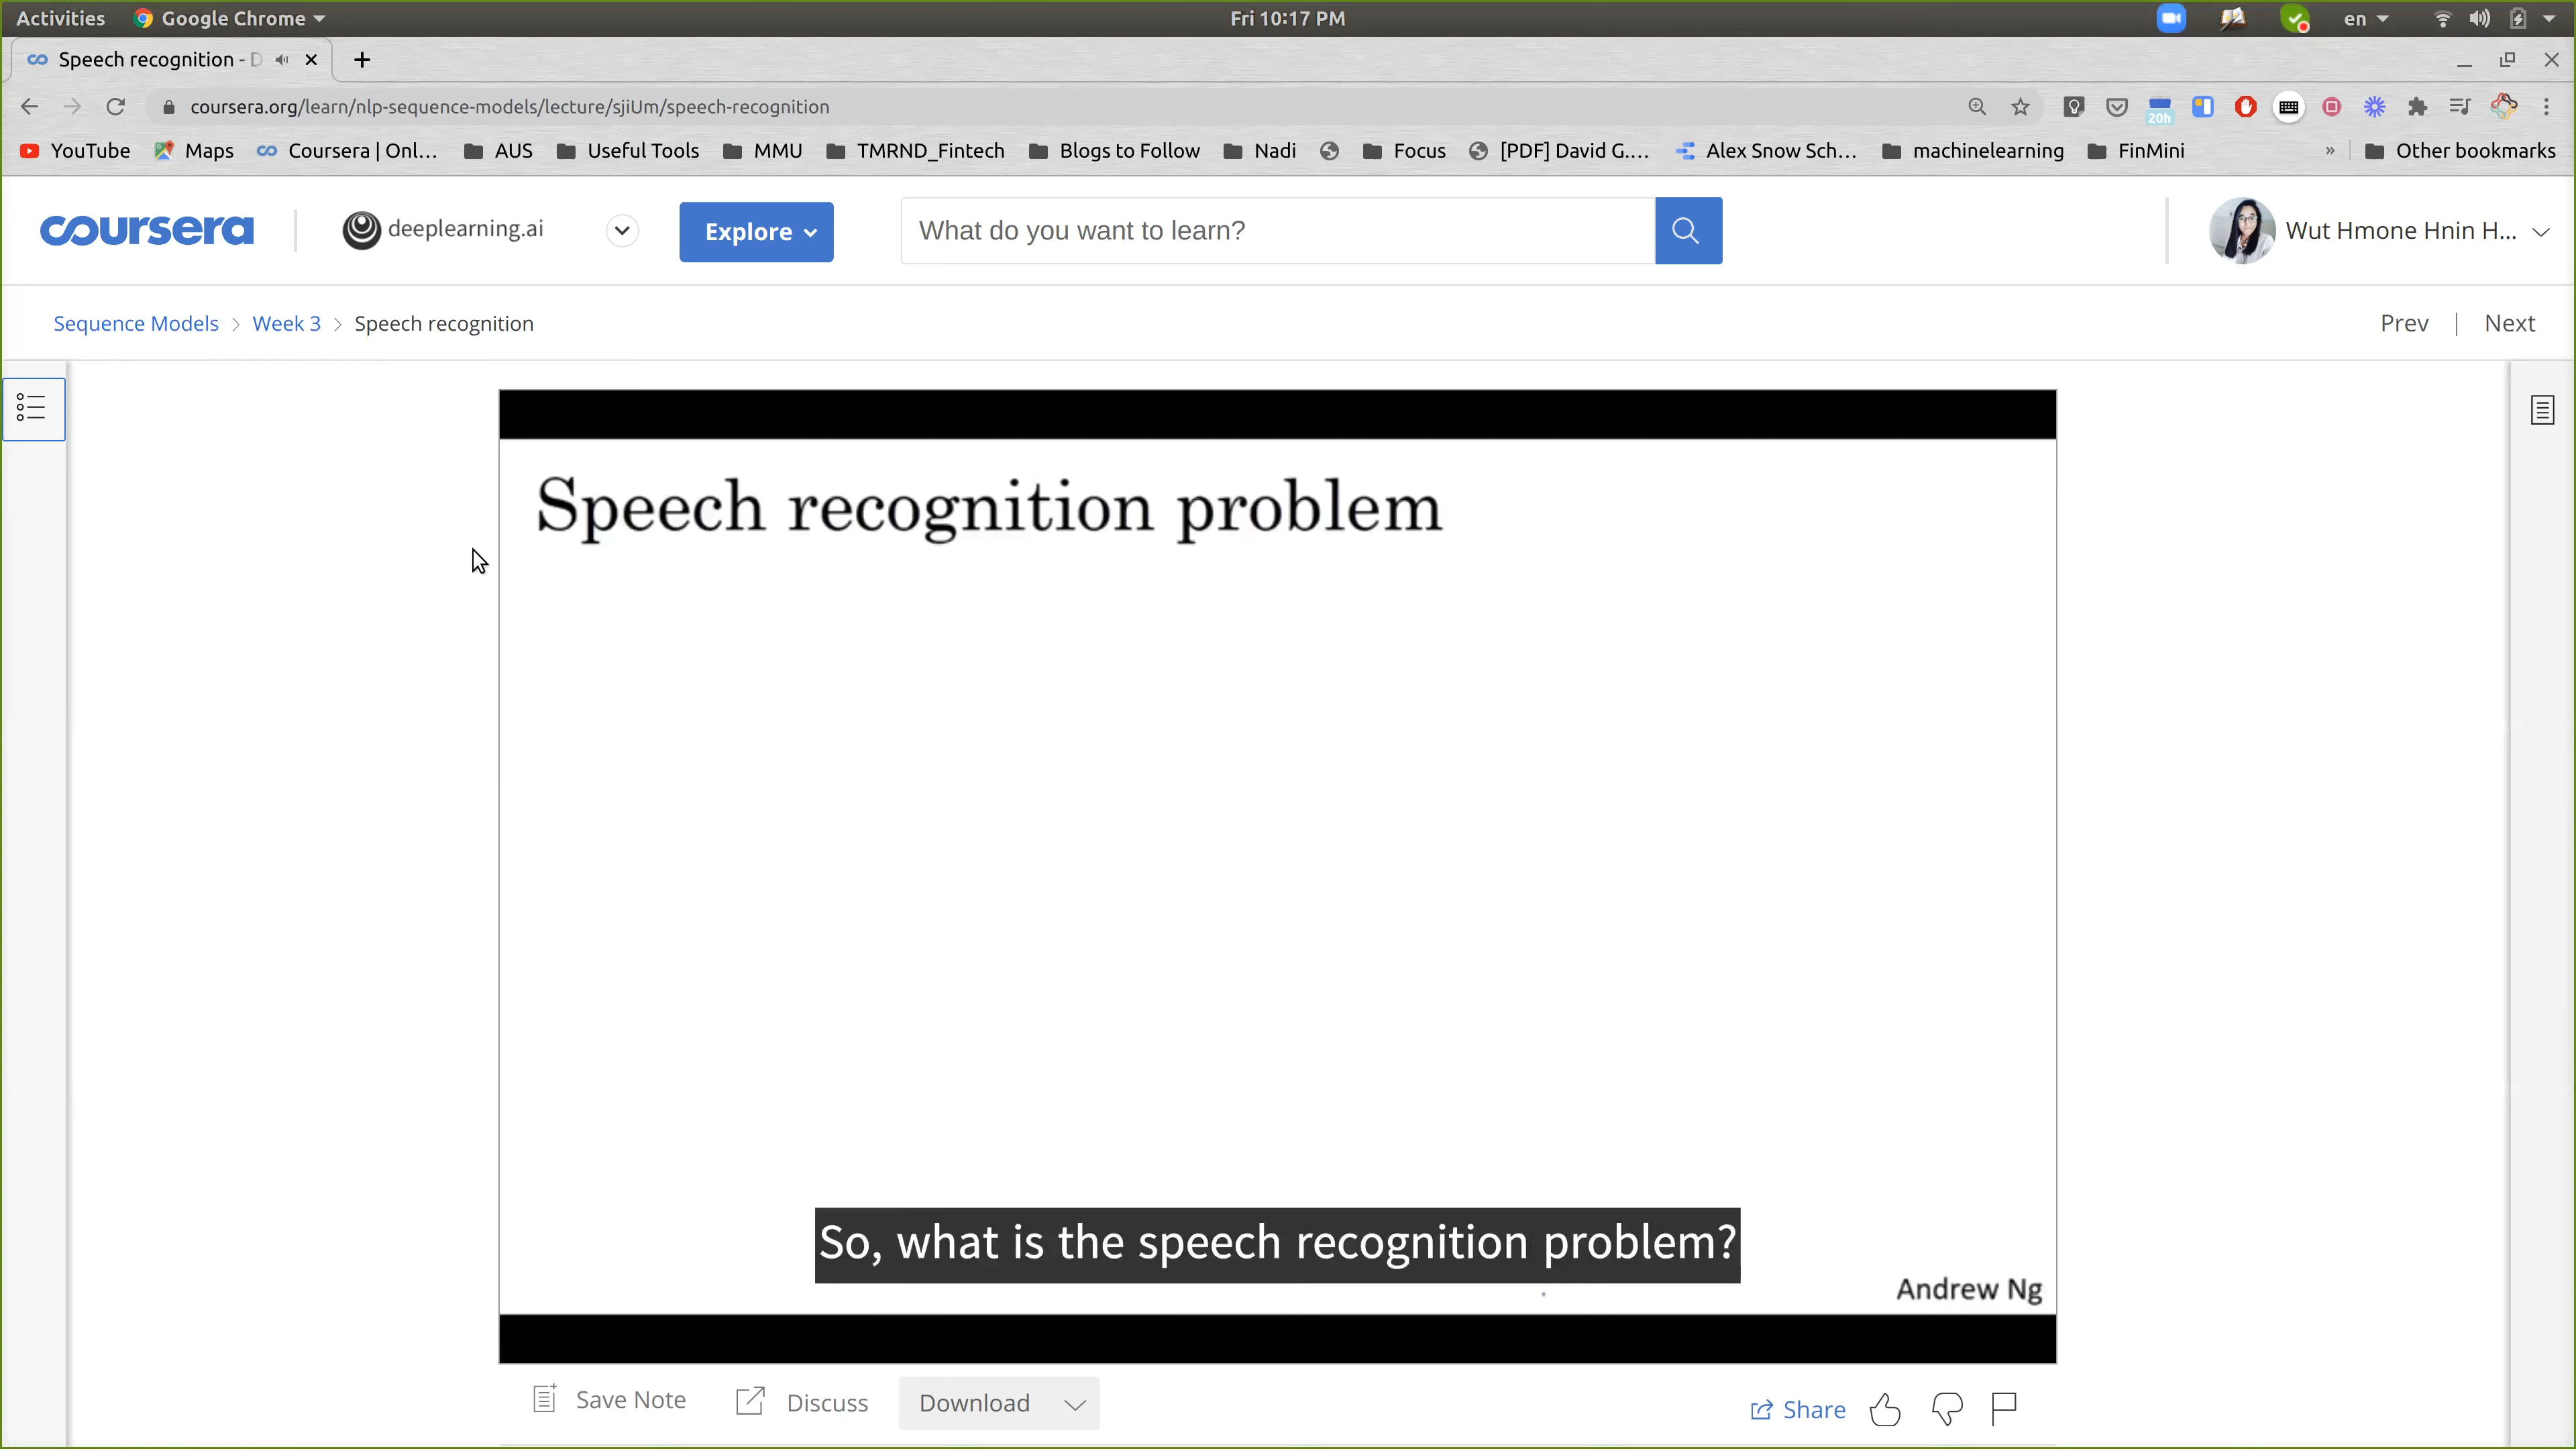 Activities Google Chrome Fri 10:17 PM en
Speech recognition - D
coursera.org/learn/nlp-sequence-models/lecture/sjiUm/speech-recognition
20h
YouTube Maps Coursera | Onl... AUS Useful Tools MMU TMRND_Fintech Blogs to Follow Nadi Focus [PDF] David G.... Alex Snow Sch... machinelearning FinMini » Other bookmarks
coursera deeplearning.ai Explore What do you want to learn? Wut Hmone Hnin H...
Sequence Models > Week 3 > Speech recognition Prev | Next
Speech recognition problem
So, what is the speech recognition problem?
Andrew Ng
Save Note Discuss Download Share